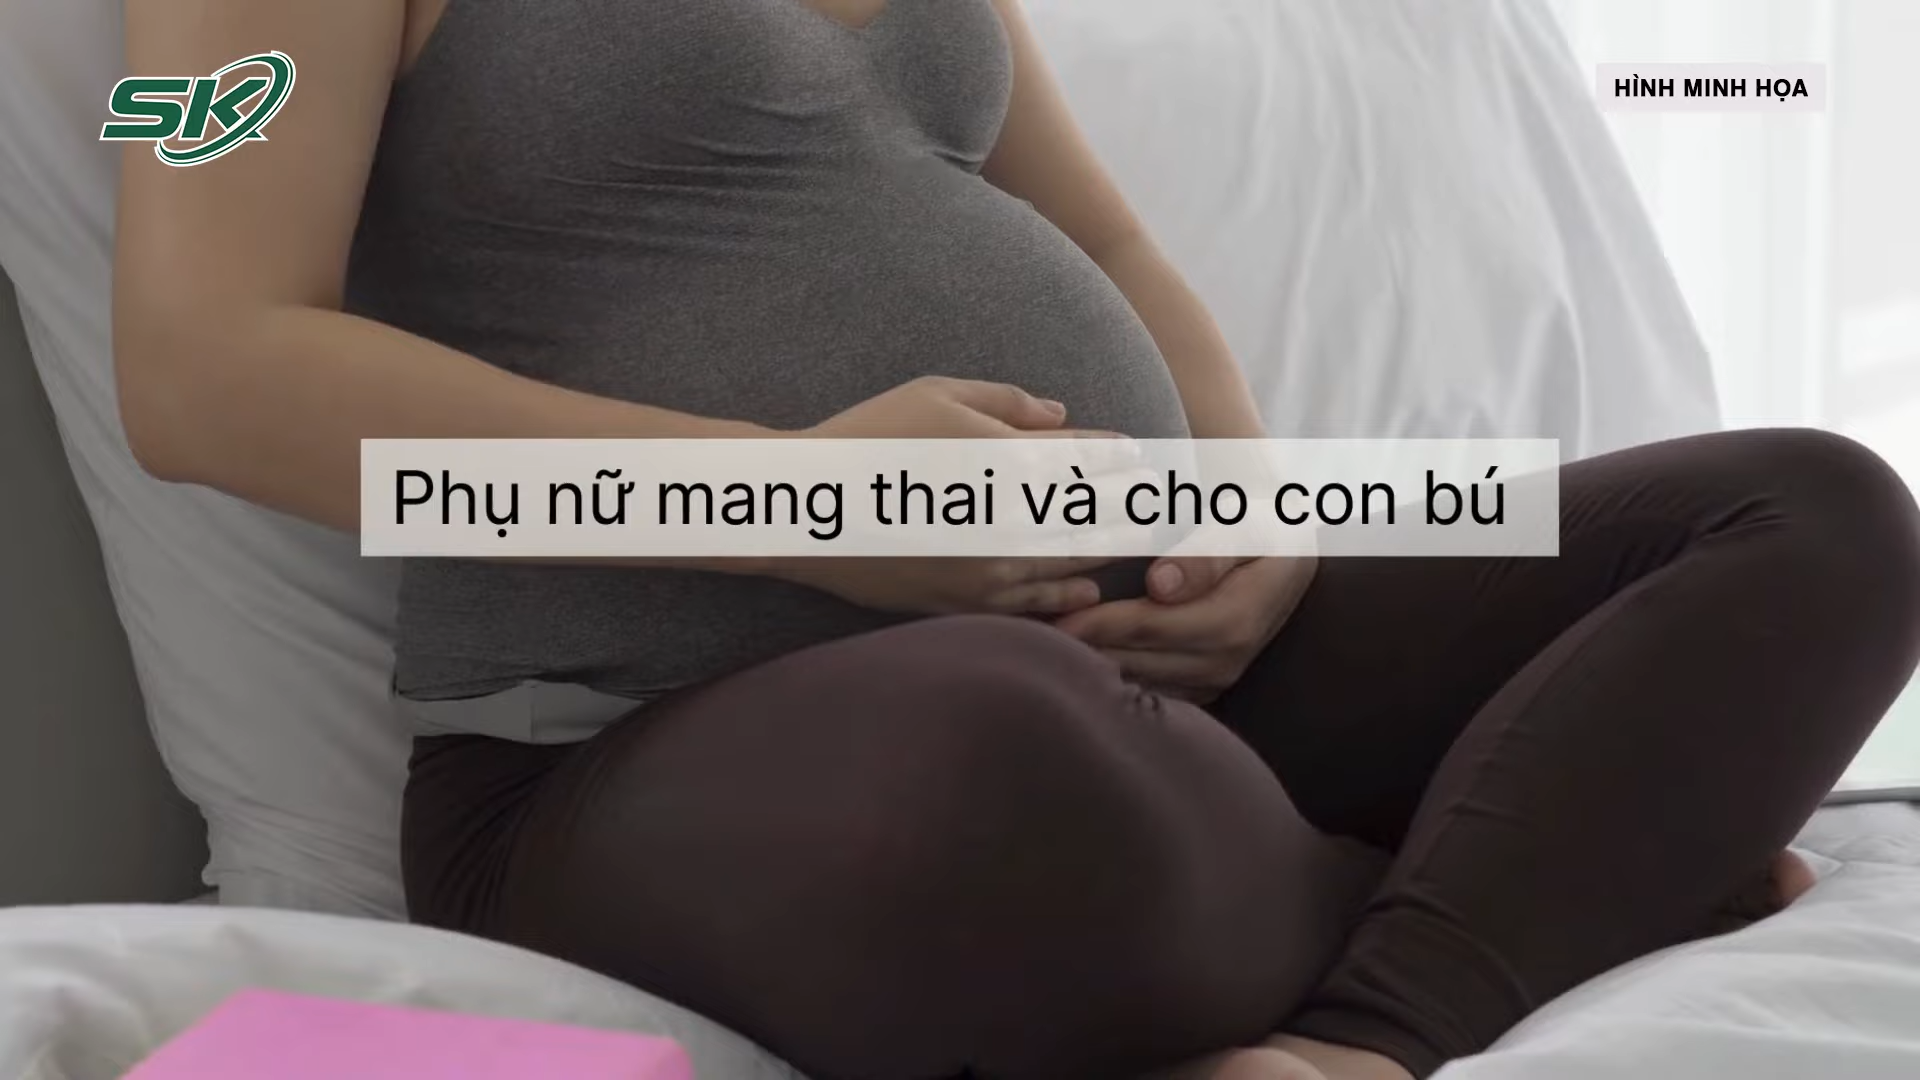 SK
HÌNH MINH HỌA
Phụ nữ mang thai và cho con bú